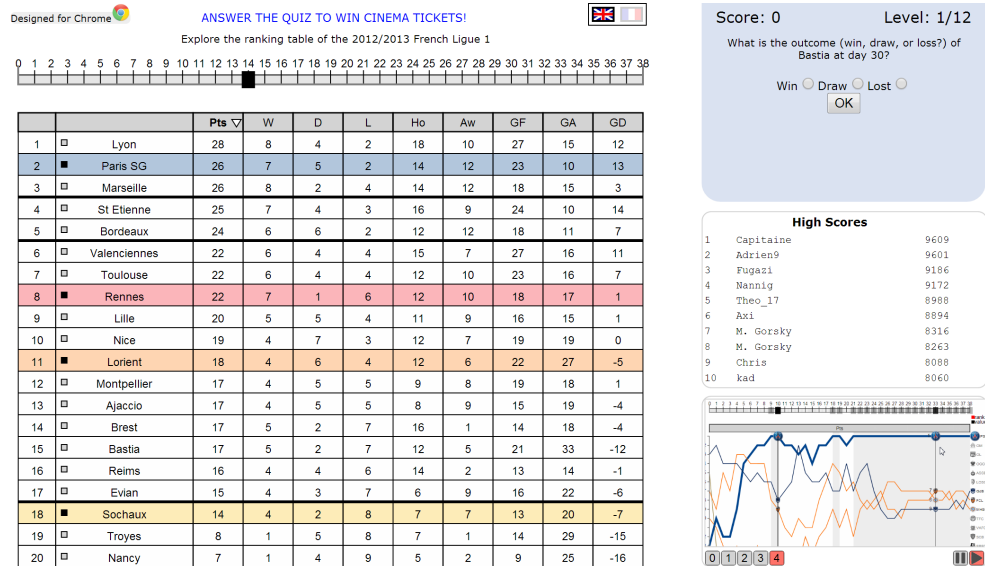 Designed for Chrome
ANSWER THE QUIZ TO WIN CINEMA TICKETS!
Explore the ranking table of the 2012/2013 French Ligue 1
0 1 2 3 4 5 6 7 8 9 10 11 12 13 14 15 16 17 18 19 20 21 22 23 24 25 26 27 28 29 30 31 32 33 34 35 36 37 38
Pts W D L Ho Aw GF GA GD
1 Lyon 28 8 4 2 18 10 27 15 12
2 Paris SG 26 7 5 2 14 12 23 10 13
3 Marseille 26 8 2 4 14 12 18 15 3
4 St Etienne 25 7 4 3 16 9 24 10 14
5 Bordeaux 24 6 6 2 12 12 18 11 7
6 Valenciennes 22 6 4 4 15 7 27 16 11
7 Toulouse 22 6 4 4 12 10 23 16 7
8 Rennes 22 7 1 6 12 10 18 17 1
9 Lille 20 5 5 4 11 9 16 15 1
10 Nice 19 4 7 3 12 7 19 19 0
11 Lorient 18 4 6 4 12 6 22 27 -5
12 Montpellier 17 4 5 5 9 8 19 18 1
13 Ajaccio 17 4 5 5 8 9 15 19 -4
14 Brest 17 5 2 7 16 1 14 18 -4
15 Bastia 17 5 2 7 12 5 21 33 -12
16 Reims 16 4 4 6 14 2 13 14 -1
17 Evian 15 4 3 7 6 9 16 22 -6
18 Sochaux 14 4 2 8 7 7 13 20 -7
19 Troyes 8 1 5 8 7 1 14 29 -15
20 Nancy 7 1 4 9 5 2 9 25 -16
Score: 0 Level: 1/12
What is the outcome (win, draw, or loss?) of
Bastia at day 30?
Win Draw Lost
OK
High Scores
1 Capitaine 9609
2 Adrien9 9601
3 Fugazi 9186
4 Nannig 9172
5 Theo_17 8988
6 Axi 8894
7 M. Gorsky 8316
8 M. Gorsky 8263
9 Chris 8088
10 kad 8060
Pts
0 1 2 3 4